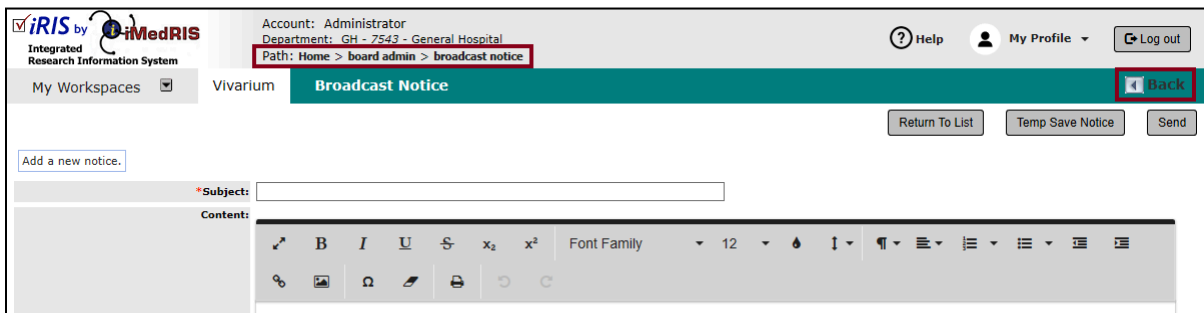 iRIS by iMedRIS
Integrated
Research Information System
Account: Administrator
Department: GH - 7543 - General Hospital
Path: Home > board admin > broadcast notice
Help
My Profile
Log out
My Workspaces
Vivarium
Broadcast Notice
Back
Return To List
Temp Save Notice
Send
Add a new notice.
*Subject:
Content:
B I U S x₂ x² Font Family 12
Ω